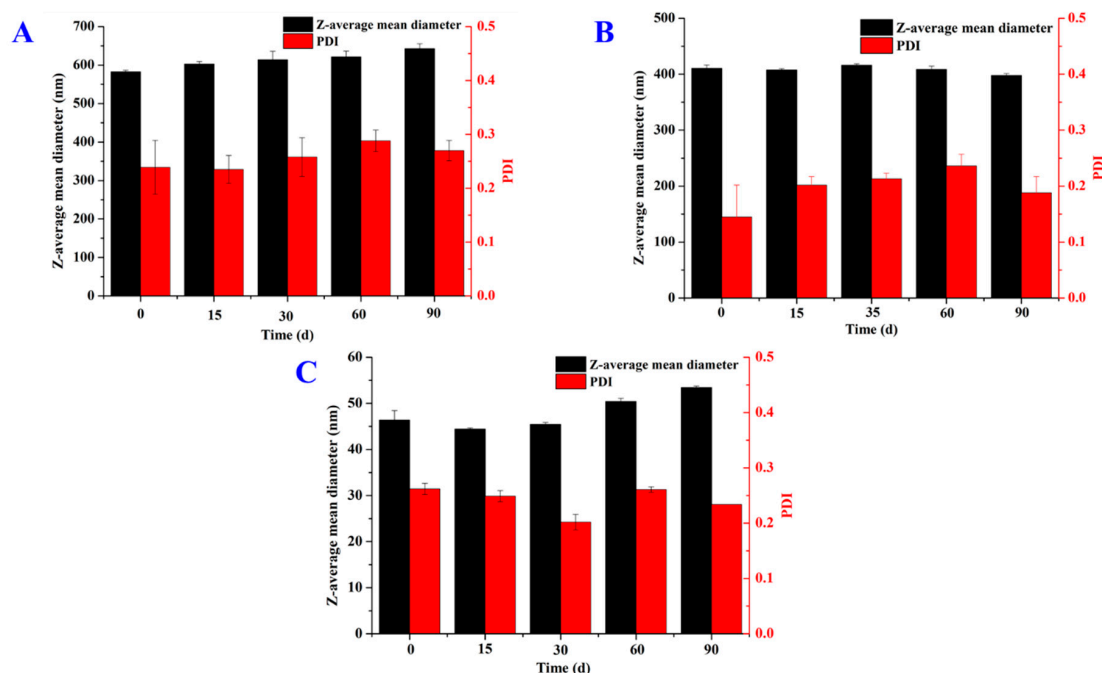 A
Z-average mean diameter
PDI
Z-average mean diameter (nm)
700
600
500
400
300
200
100
0
0.5
0.4
0.3
0.2
0.1
0.0
PDI
0 15 30 60 90
Time (d)
B
Z-average mean diameter
PDI
Z-average mean diameter (nm)
500
400
300
200
100
0
0.5
0.4
0.3
0.2
0.1
0.0
PDI
0 15 35 60 90
Time (d)
C
Z-average mean diameter
PDI
Z-average mean diameter (nm)
60
50
40
30
20
10
0
0.5
0.4
0.3
0.2
0.1
0.0
PDI
0 15 30 60 90
Time (d)